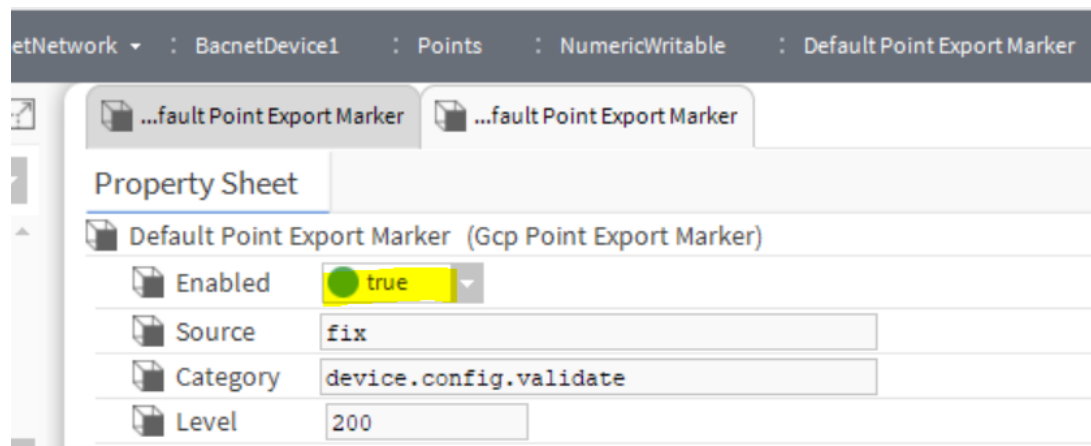 etNetwork : BacnetDevice1 : Points : NumericWritable : Default Point Export Marker
...fault Point Export Marker ...fault Point Export Marker
Property Sheet
Default Point Export Marker (Gcp Point Export Marker)
Enabled true
Source fix
Category device.config.validate
Level 200